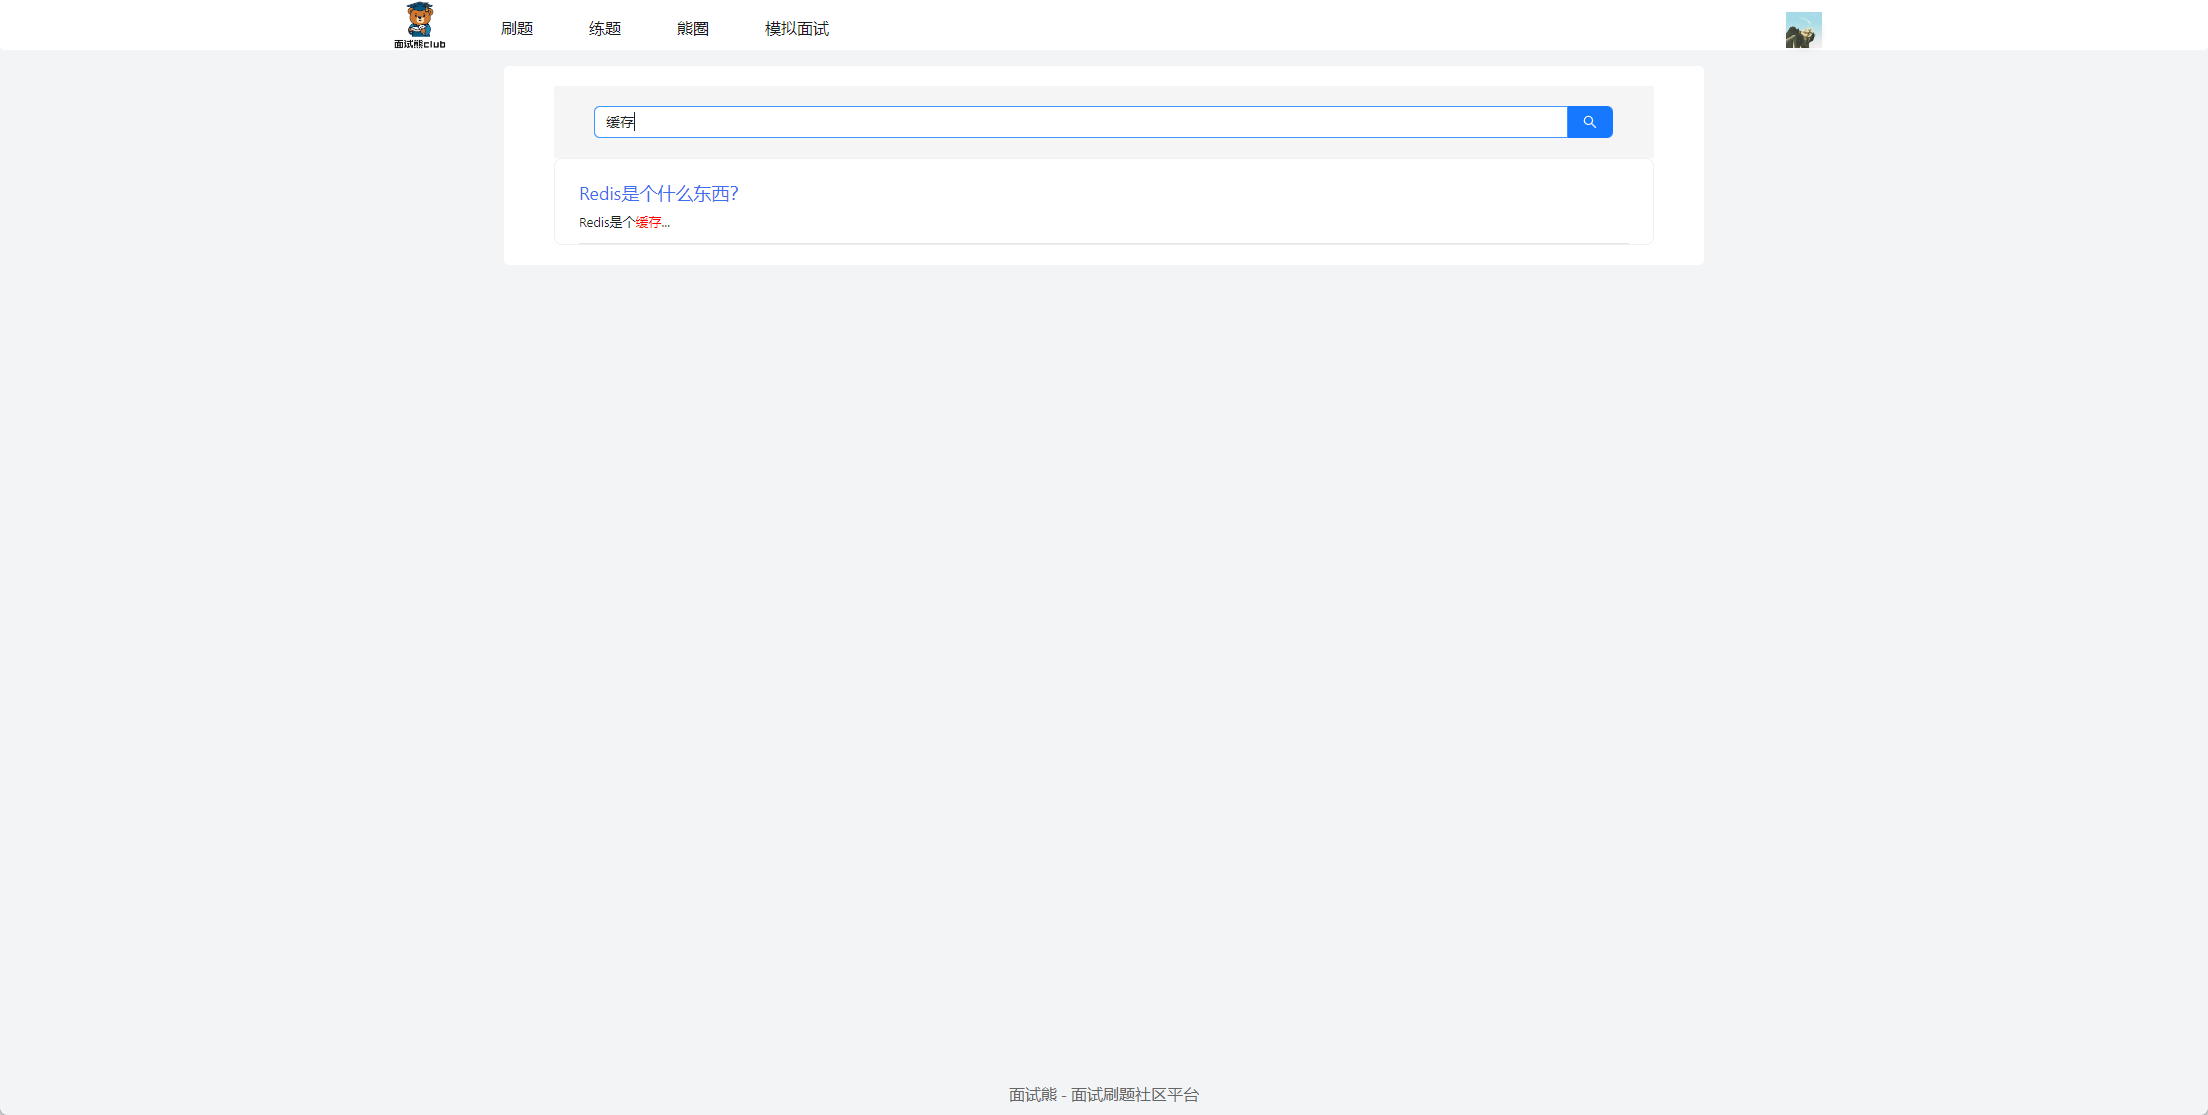 面试熊club
刷题 练题 熊圈 模拟面试
缓存
Redis是个什么东西?
Redis是个缓存...
面试熊 - 面试刷题社区平台